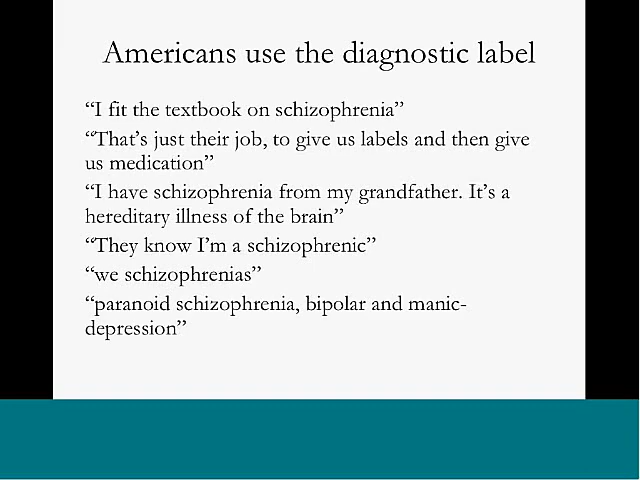 Americans use the diagnostic label
“I fit the textbook on schizophrenia”
“That’s just their job, to give us labels and then give
us medication”
“I have schizophrenia from my grandfather. It’s a
hereditary illness of the brain”
“They know I’m a schizophrenic”
“we schizophrenias”
“paranoid schizophrenia, bipolar and manic-
depression”